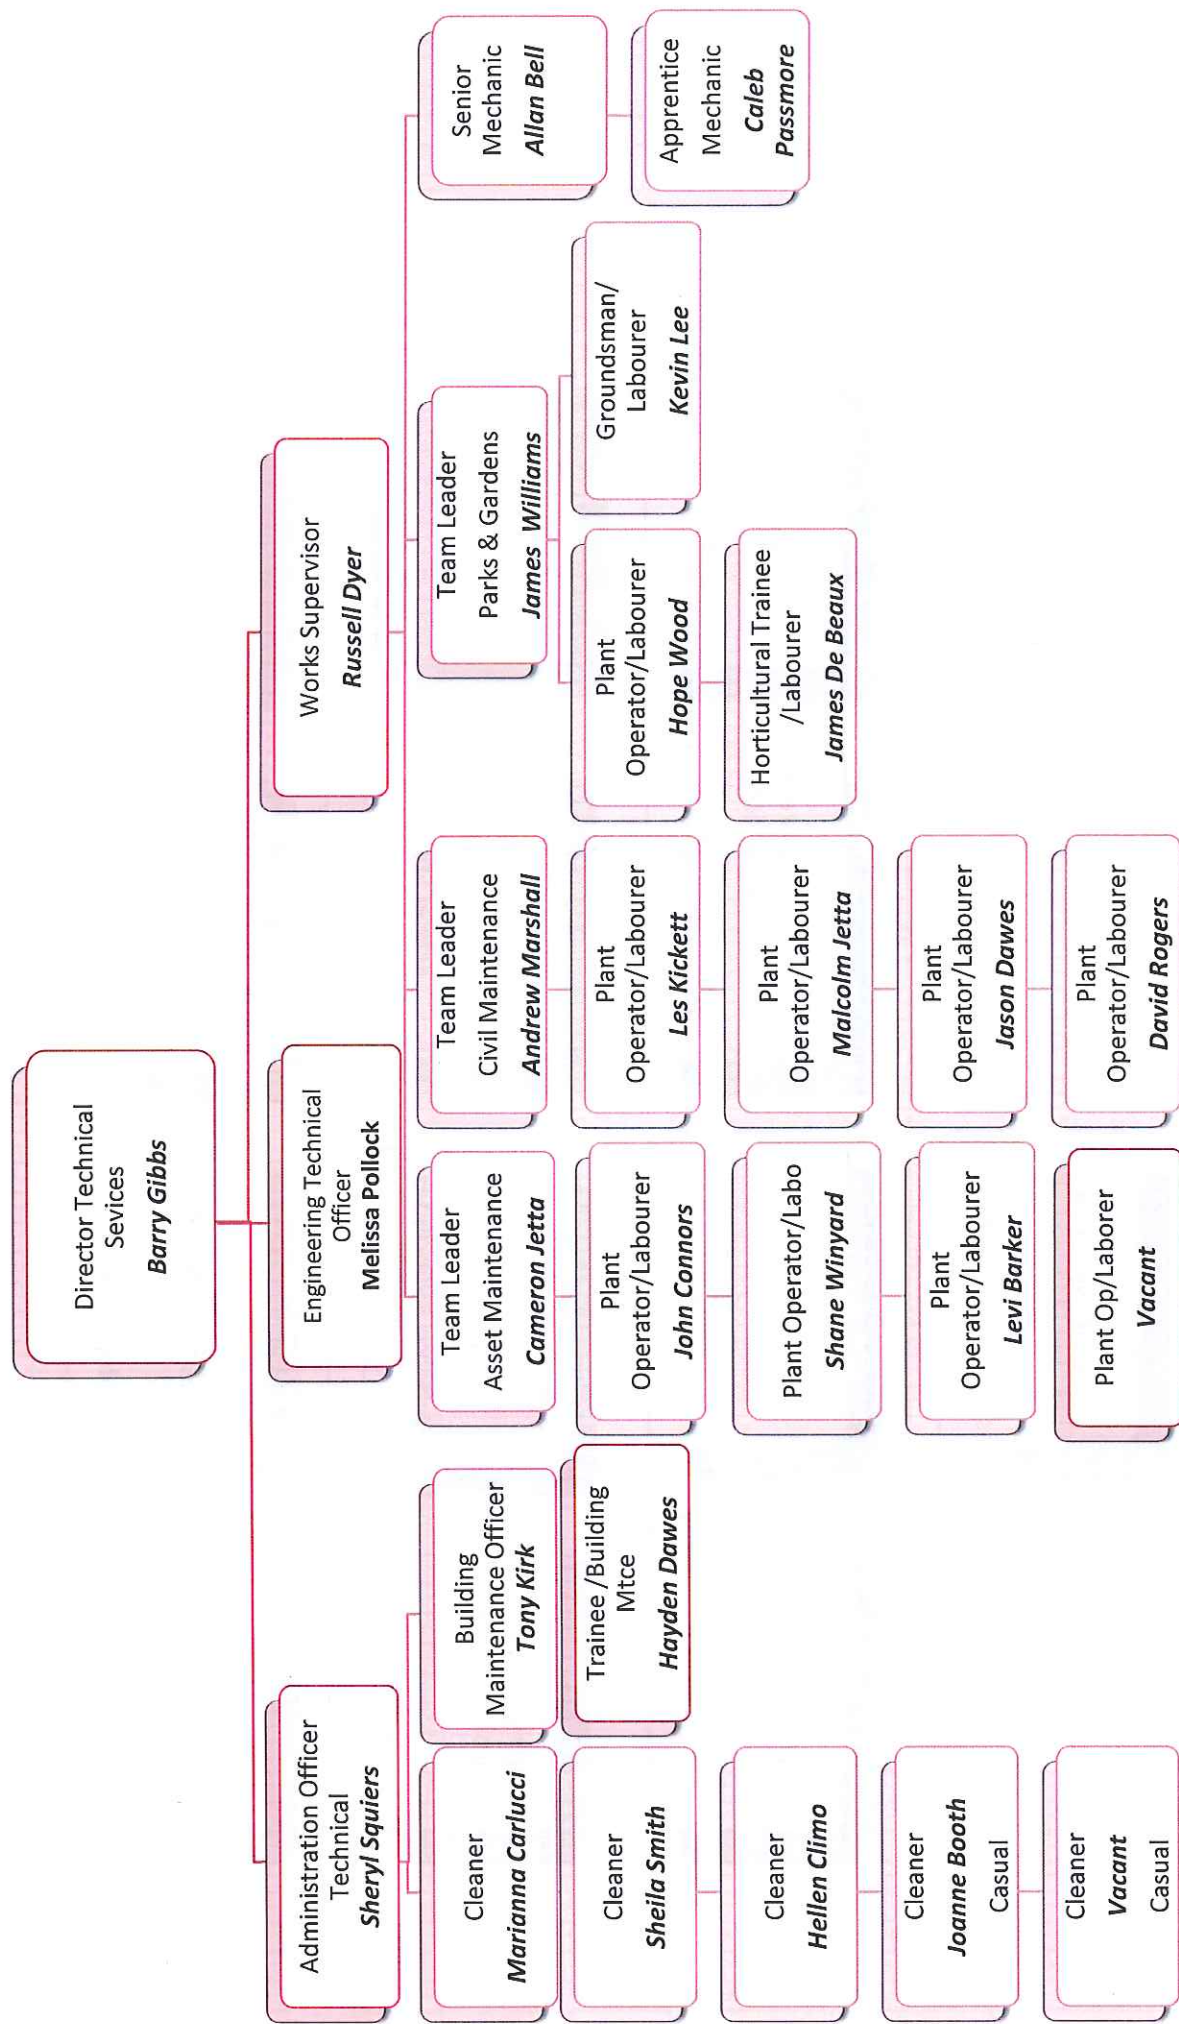 Director Technical
Sevices
Barry Gibbs
Administration Officer
Technical
Sheryl Squiers
Engineering Technical
Officer
Melissa Pollock
Works Supervisor
Russell Dyer
Cleaner
Marianna Carlucci
Building
Maintenance Officer
Tony Kirk
Team Leader
Asset Maintenance
Cameron Jetta
Team Leader
Civil Maintenance
Andrew Marshall
Team Leader
Parks & Gardens
James Williams
Senior
Mechanic
Allan Bell
Cleaner
Sheila Smith
Trainee /Building
Mtce
Hayden Dawes
Plant
Operator/Labourer
John Connors
Plant
Operator/Labourer
Les Kickett
Plant
Operator/Labourer
Hope Wood
Groundsman/
Labourer
Kevin Lee
Apprentice
Mechanic
Caleb
Passmore
Cleaner
Hellen Climo
Plant Operator/Labo
Shane Winyard
Plant
Operator/Labourer
Malcolm Jetta
Horticultural Trainee
/Labourer
James De Beaux
Cleaner
Joanne Booth
Casual
Plant
Operator/Labourer
Levi Barker
Plant
Operator/Labourer
Jason Dawes
Cleaner
Vacant
Casual
Plant Op/Laborer
Vacant
Plant
Operator/Labourer
David Rogers